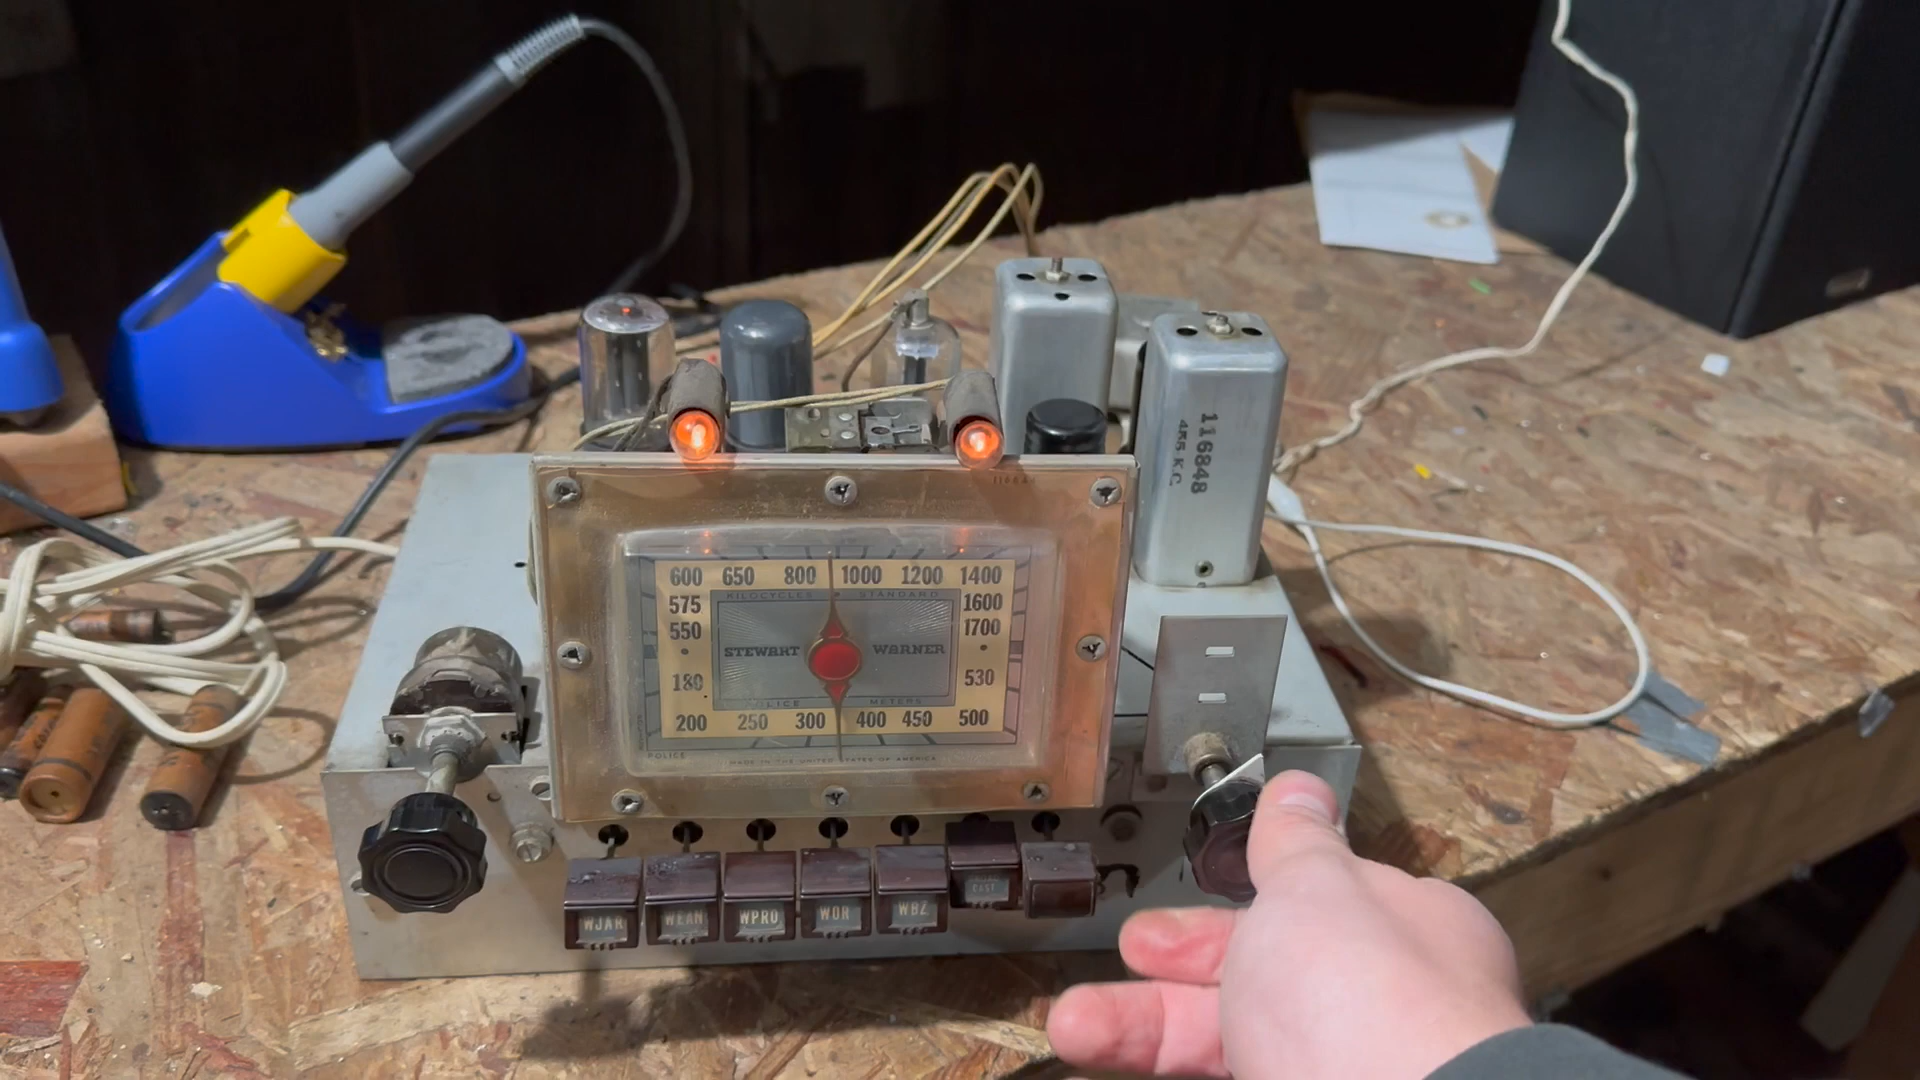 116848
455 K.C.
600 650 800 1000 1200 1400
KILOCYCLES STANDARD
575 1600
550 1700
STEWART WARNER
180 530
POLICE METERS
200 250 300 400 450 500
POLICE
MADE IN THE UNITED STATES OF AMERICA
WJAR WEAN WPRO WOR WBZ
CAST